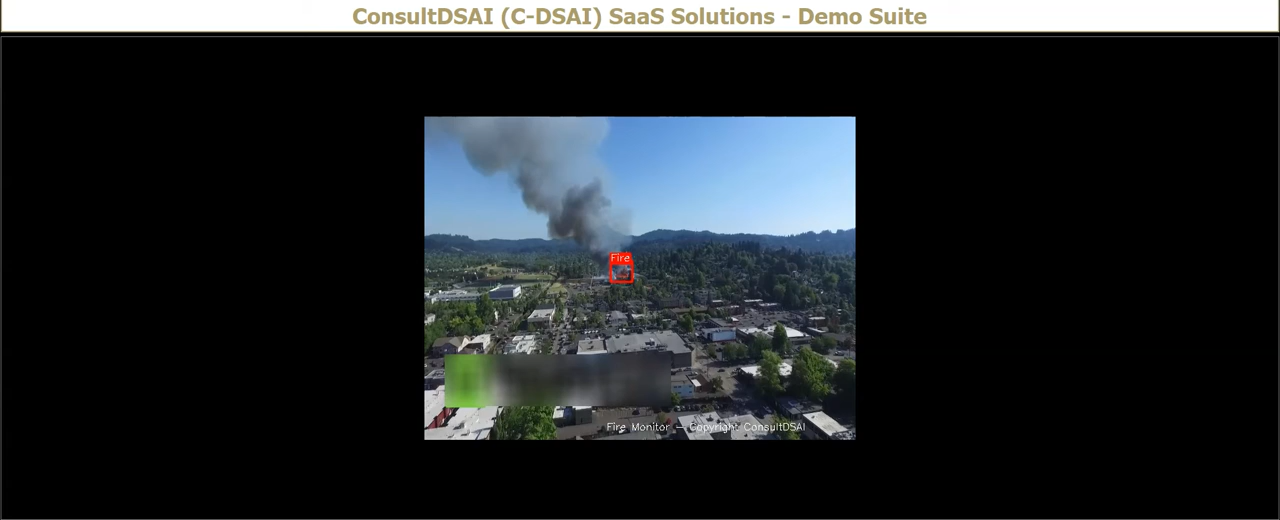 ConsultDSAI (C-DSAI) SaaS Solutions - Demo Suite
Fire
Fire Monitor — Copyright ConsultDSAI